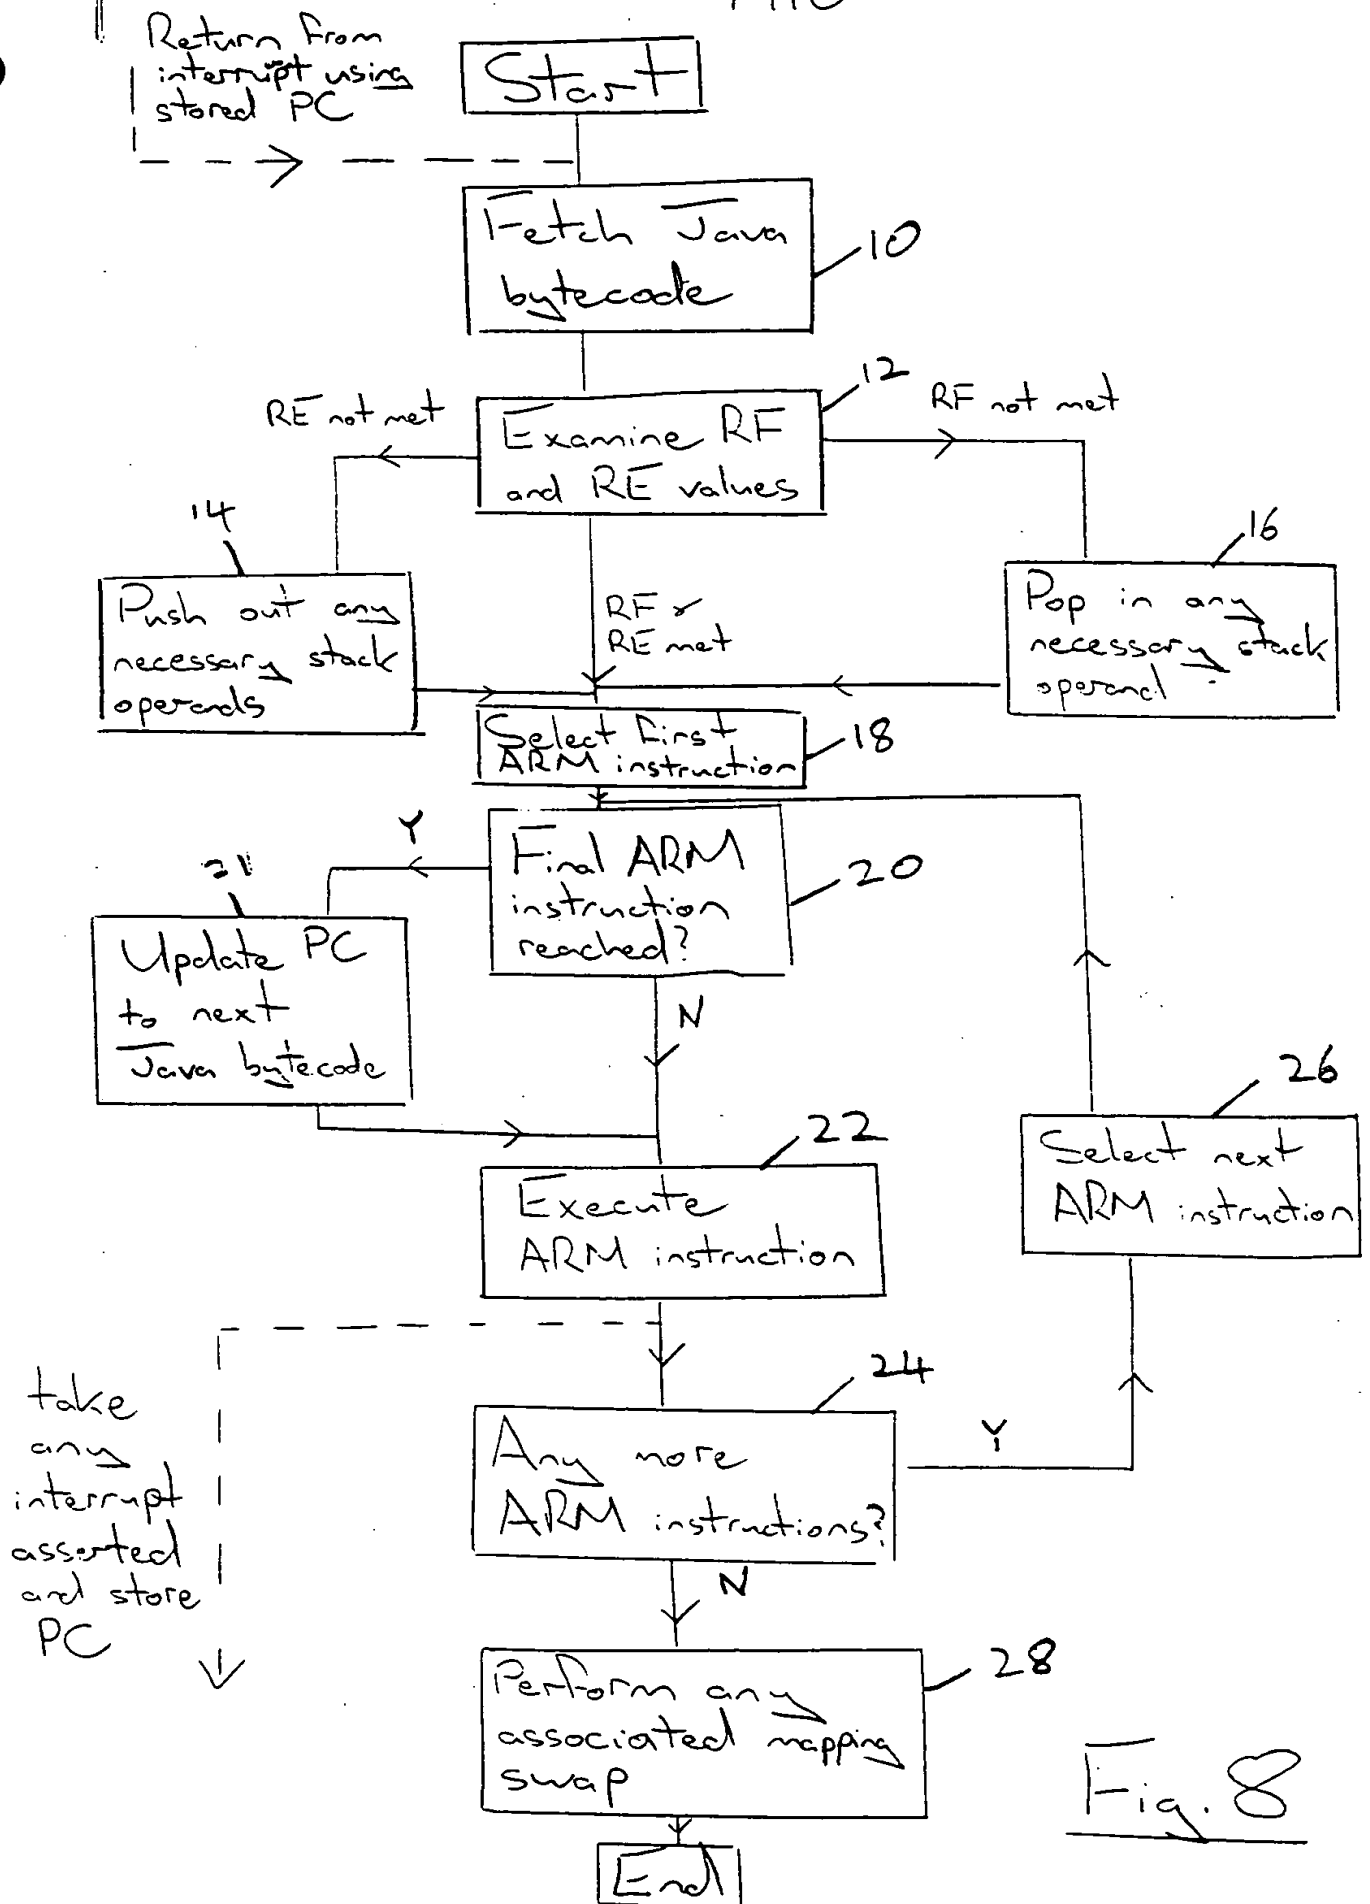 Return from
interrupt using
stored PC
Start
Fetch Java
bytecode
10
12
RE not met
RF not met
Examine RF
and RE values
14
16
Push out any
necessary stack
operands
RF &
RE met
Pop in any
necessary stack
operand
Select First
ARM instruction
18
Y
Final ARM
instruction
reached?
20
21
Update PC
to next
Java bytecode
N
26
22
Select next
ARM instruction
Execute
ARM instruction
24
take
any
interrupt
asserted
and store
PC
Any more
ARM instructions?
Y
N
28
Perform any
associated mapping
swap
Fig. 8
End